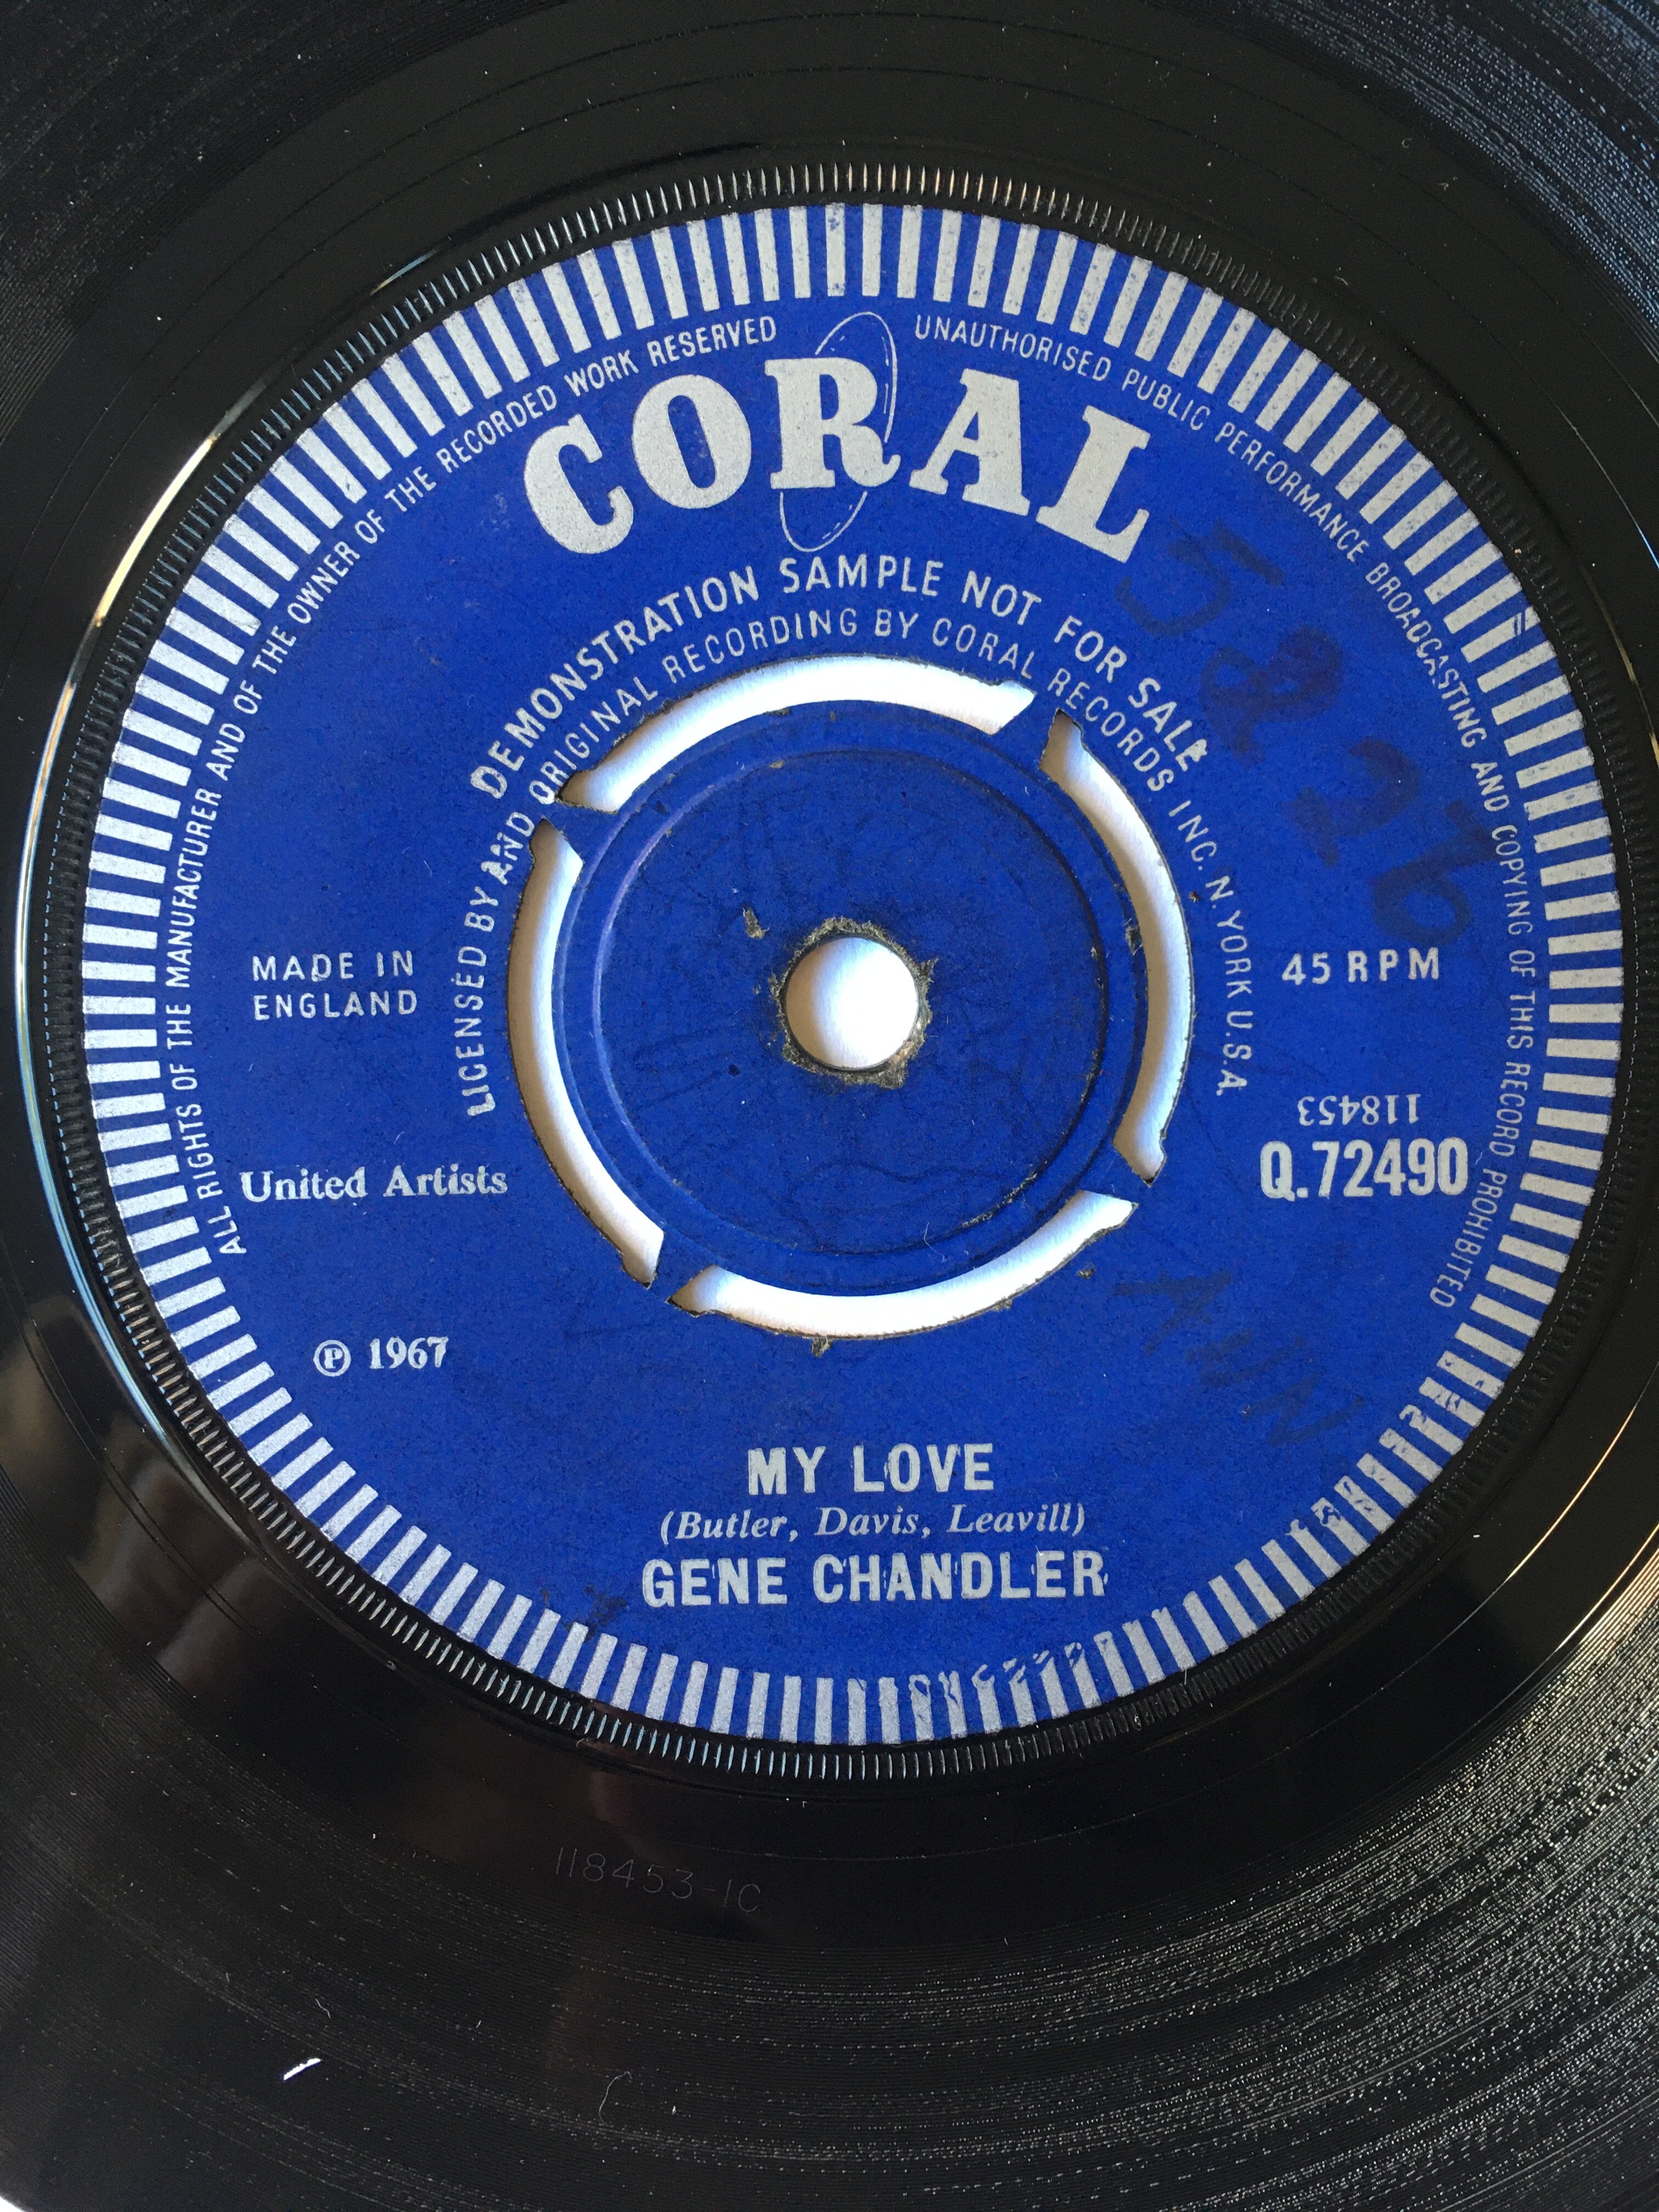 ALL RIGHTS OF THE MANUFACTURER AND OF THE OWNER OF THE RECORDED WORK RESERVED
UNAUTHORISED PUBLIC PERFORMANCE BROADCASTING AND COPYING OF THIS RECORD PROHIBITED
CORAL
DEMONSTRATION SAMPLE NOT FOR SALE
LICENSED BY AND ORIGINAL RECORDING BY CORAL RECORDS INC. N. YORK U.S.A.
MADE IN
ENGLAND
45 RPM
118453
Q.72490
United Artists
℗ 1967
MY LOVE
(Butler, Davis, Leavill)
GENE CHANDLER
118453-1C